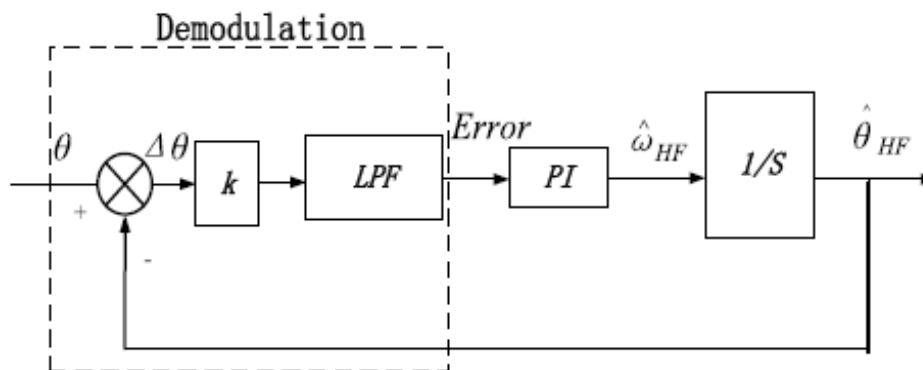 Demodulation
θ
Δθ
k
LPF
Error
PI
ω̂HF
1/S
θ̂HF
+
-